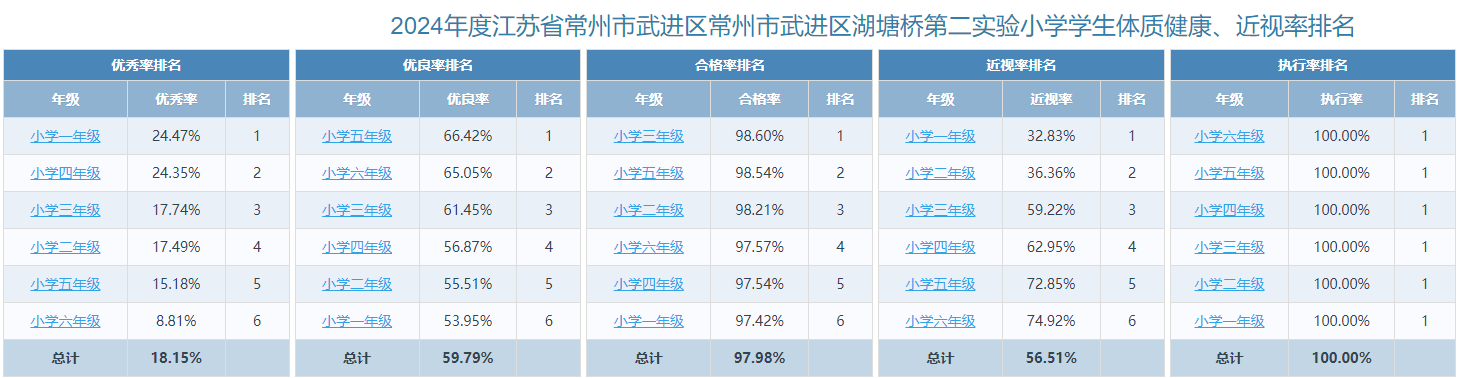 2024年度江苏省常州市武进区常州市武进区湖塘桥第二实验小学学生体质健康、近视率排名
优秀率排名 优良率排名 合格率排名 近视率排名 执行率排名
年级 优秀率 排名 年级 优良率 排名 年级 合格率 排名 年级 近视率 排名 年级 执行率 排名
小学一年级 24.47% 1 小学五年级 66.42% 1 小学三年级 98.60% 1 小学一年级 32.83% 1 小学六年级 100.00% 1
小学四年级 24.35% 2 小学六年级 65.05% 2 小学五年级 98.54% 2 小学二年级 36.36% 2 小学五年级 100.00% 1
小学三年级 17.74% 3 小学三年级 61.45% 3 小学二年级 98.21% 3 小学三年级 59.22% 3 小学四年级 100.00% 1
小学二年级 17.49% 4 小学四年级 56.87% 4 小学六年级 97.57% 4 小学四年级 62.95% 4 小学三年级 100.00% 1
小学五年级 15.18% 5 小学二年级 55.51% 5 小学四年级 97.54% 5 小学五年级 72.85% 5 小学二年级 100.00% 1
小学六年级 8.81% 6 小学一年级 53.95% 6 小学一年级 97.42% 6 小学六年级 74.92% 6 小学一年级 100.00% 1
总计 18.15% 总计 59.79% 总计 97.98% 总计 56.51% 总计 100.00%